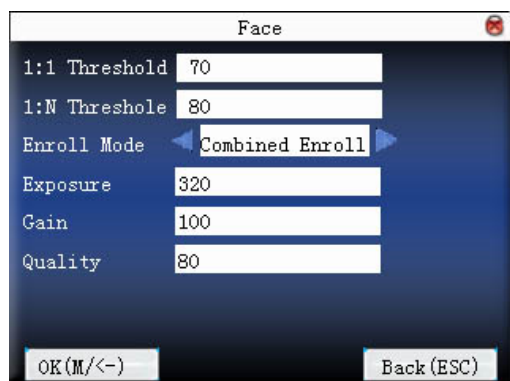 Face
1:1 Threshold 70
1:N Threshole 80
Enroll Mode Combined Enroll
Exposure 320
Gain 100
Quality 80
OK(M/<-) Back(ESC)